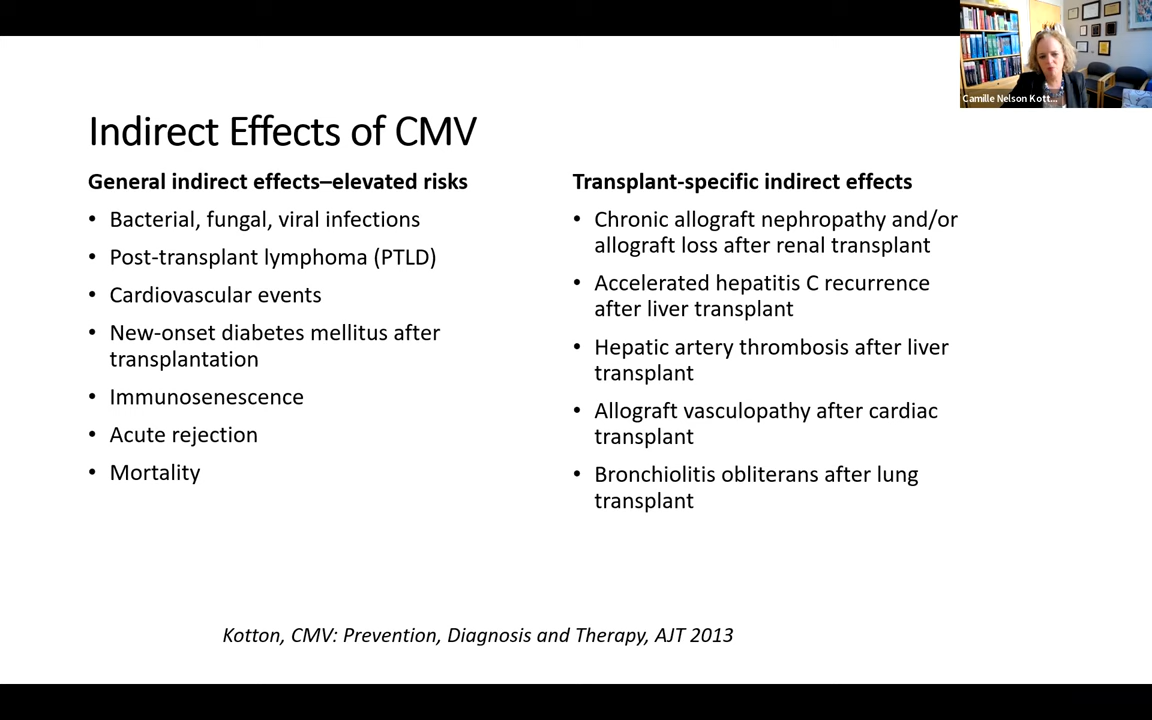 Camille Nelson Kott...
Indirect Effects of CMV
General indirect effects–elevated risks
• Bacterial, fungal, viral infections
• Post-transplant lymphoma (PTLD)
• Cardiovascular events
• New-onset diabetes mellitus after
transplantation
• Immunosenescence
• Acute rejection
• Mortality
Transplant-specific indirect effects
• Chronic allograft nephropathy and/or
allograft loss after renal transplant
• Accelerated hepatitis C recurrence
after liver transplant
• Hepatic artery thrombosis after liver
transplant
• Allograft vasculopathy after cardiac
transplant
• Bronchiolitis obliterans after lung
transplant
Kotton, CMV: Prevention, Diagnosis and Therapy, AJT 2013